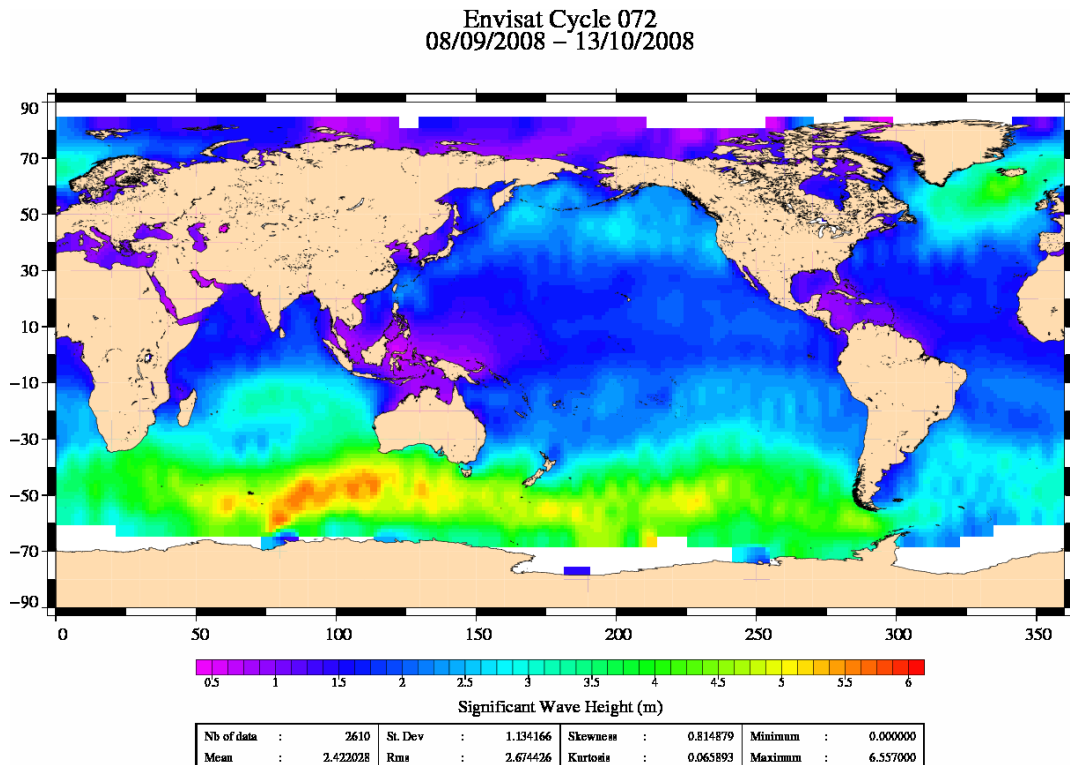 Envisat Cycle 072
08/09/2008 – 13/10/2008
90
70
50
30
10
−10
−30
−50
−70
−90
0 50 100 150 200 250 300 350
0.5 1 1.5 2 2.5 3 3.5 4 4.5 5 5.5 6
Significant Wave Height (m)
Nb of data : 2610 St. Dev : 1.134166 Skewness : 0.814879 Minimum : 0.000000
Mean : 2.422028 Rms : 2.674426 Kurtosis : 0.065893 Maximum : 6.557000